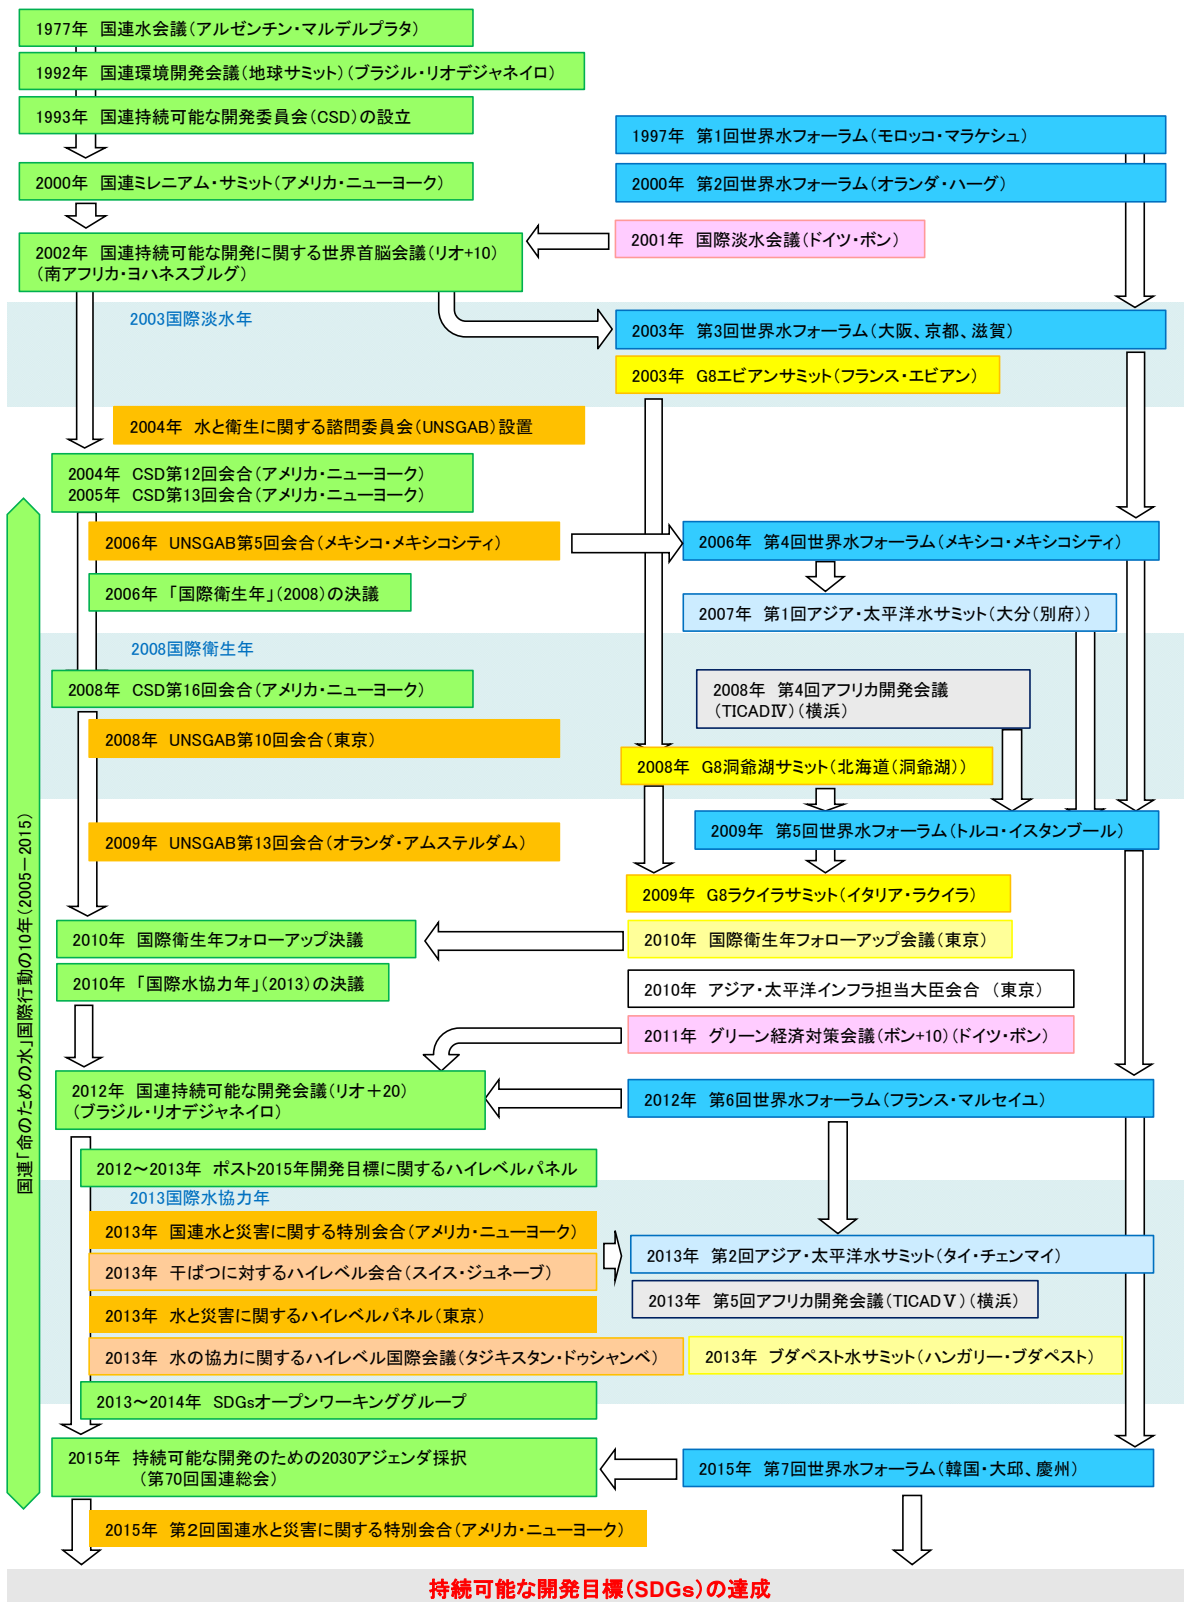 1977年 国連水会議(アルゼンチン・マルデルプラタ)
1992年 国連環境開発会議(地球サミット)(ブラジル・リオデジャネイロ)
1993年 国連持続可能な開発委員会(CSD)の設立
1997年 第1回世界水フォーラム(モロッコ・マラケシュ)
2000年 国連ミレニアム・サミット(アメリカ・ニューヨーク)
2000年 第2回世界水フォーラム(オランダ・ハーグ)
2001年 国際淡水会議(ドイツ・ボン)
2002年 国連持続可能な開発に関する世界首脳会議(リオ+10)
(南アフリカ・ヨハネスブルグ)
2003国際淡水年
2003年 第3回世界水フォーラム(大阪、京都、滋賀)
2003年 G8エビアンサミット(フランス・エビアン)
2004年 水と衛生に関する諮問委員会(UNSGAB)設置
2004年 CSD第12回会合(アメリカ・ニューヨーク)
2005年 CSD第13回会合(アメリカ・ニューヨーク)
国連「命のための水」国際行動の10年(2005-2015)
2006年 UNSGAB第5回会合(メキシコ・メキシコシティ)
2006年 第4回世界水フォーラム(メキシコ・メキシコシティ)
2006年 「国際衛生年」(2008)の決議
2007年 第1回アジア・太平洋水サミット(大分(別府))
2008国際衛生年
2008年 CSD第16回会合(アメリカ・ニューヨーク)
2008年 第4回アフリカ開発会議
(TICADⅣ)(横浜)
2008年 UNSGAB第10回会合(東京)
2008年 G8洞爺湖サミット(北海道(洞爺湖))
2009年 UNSGAB第13回会合(オランダ・アムステルダム)
2009年 第5回世界水フォーラム(トルコ・イスタンブール)
2009年 G8ラクイラサミット(イタリア・ラクイラ)
2010年 国際衛生年フォローアップ決議
2010年 国際衛生年フォローアップ会議(東京)
2010年 「国際水協力年」(2013)の決議
2010年 アジア・太平洋インフラ担当大臣会合 (東京)
2011年 グリーン経済対策会議(ボン+10)(ドイツ・ボン)
2012年 国連持続可能な開発会議(リオ+20)
(ブラジル・リオデジャネイロ)
2012年 第6回世界水フォーラム(フランス・マルセイユ)
2012~2013年 ポスト2015年開発目標に関するハイレベルパネル
2013国際水協力年
2013年 国連水と災害に関する特別会合(アメリカ・ニューヨーク)
2013年 第2回アジア・太平洋水サミット(タイ・チェンマイ)
2013年 干ばつに対するハイレベル会合(スイス・ジュネーブ)
2013年 第5回アフリカ開発会議(TICADⅤ)(横浜)
2013年 水と災害に関するハイレベルパネル(東京)
2013年 水の協力に関するハイレベル国際会議(タジキスタン・ドゥシャンベ)
2013年 ブダペスト水サミット(ハンガリー・ブダペスト)
2013~2014年 SDGsオープンワーキンググループ
2015年 持続可能な開発のための2030アジェンダ採択
(第70回国連総会)
2015年 第7回世界水フォーラム(韓国・大邱、慶州)
2015年 第2回国連水と災害に関する特別会合(アメリカ・ニューヨーク)
持続可能な開発目標(SDGs)の達成